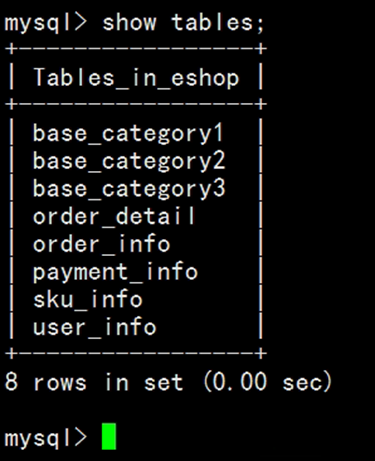 mysql> show tables;
+-----------------+
| Tables_in_eshop |
+-----------------+
| base_category1  |
| base_category2  |
| base_category3  |
| order_detail    |
| order_info      |
| payment_info    |
| sku_info        |
| user_info       |
+-----------------+
8 rows in set (0.00 sec)
mysql>